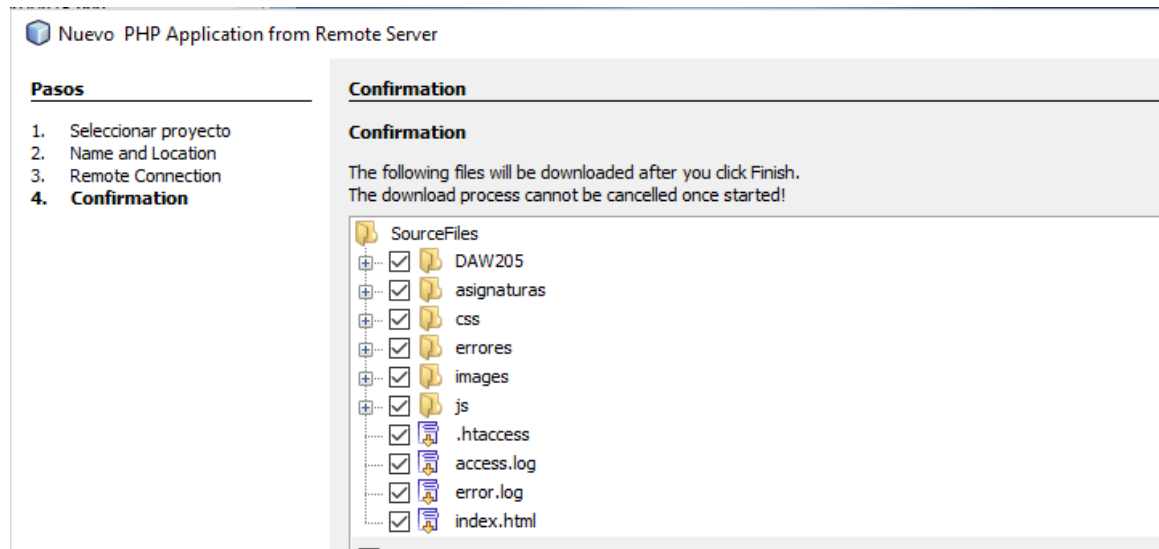 Nuevo PHP Application from Remote Server
Pasos
1. Seleccionar proyecto
2. Name and Location
3. Remote Connection
4. Confirmation
Confirmation
Confirmation
The following files will be downloaded after you click Finish.
The download process cannot be cancelled once started!
SourceFiles
DAW205
asignaturas
css
errores
images
js
.htaccess
access.log
error.log
index.html